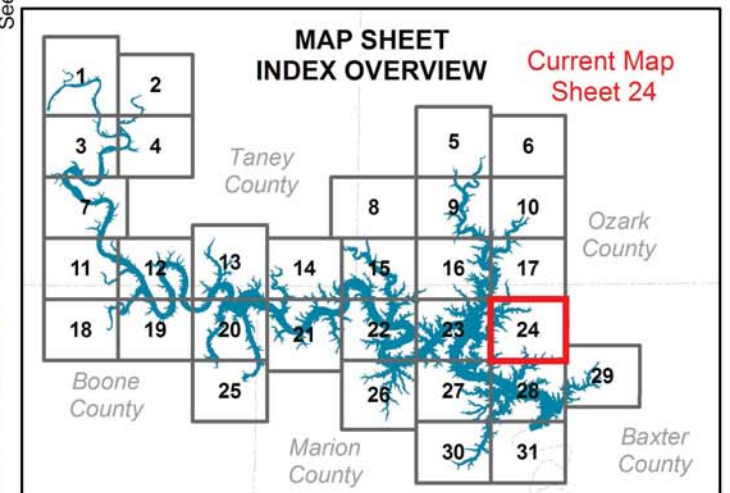 See
MAP SHEET
INDEX OVERVIEW
Current Map
Sheet 24
1
2
3
4
5
6
Taney
County
7
8
9
10
Ozark
County
11
12
13
14
15
16
17
18
19
20
21
22
23
24
25
26
27
28
29
Boone
County
Marion
County
30
31
Baxter
County